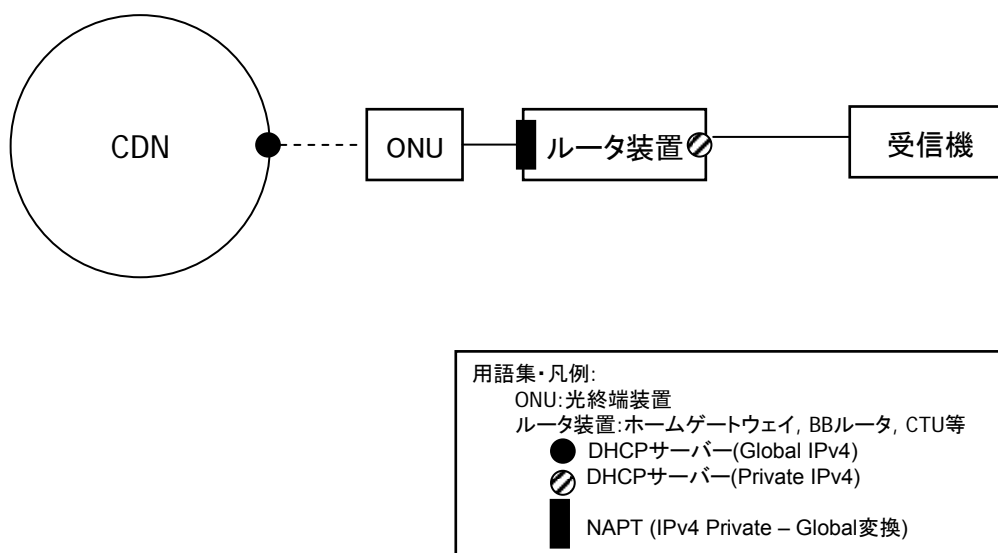 CDN
ONU
ルータ装置
受信機
用語集・凡例:
ONU:光終端装置
ルータ装置:ホームゲートウェイ, BBルータ, CTU等
DHCPサーバー(Global IPv4)
DHCPサーバー(Private IPv4)
NAPT (IPv4 Private – Global変換)